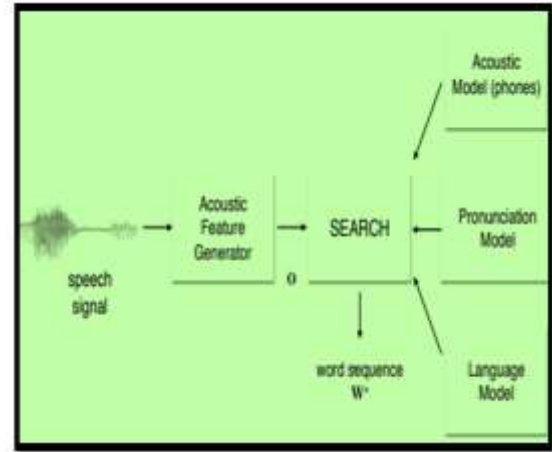 Acoustic
Model (phones)
Acoustic
Feature
Generator
SEARCH
Pronunciation
Model
O
speech
signal
word sequence
W*
Language
Model